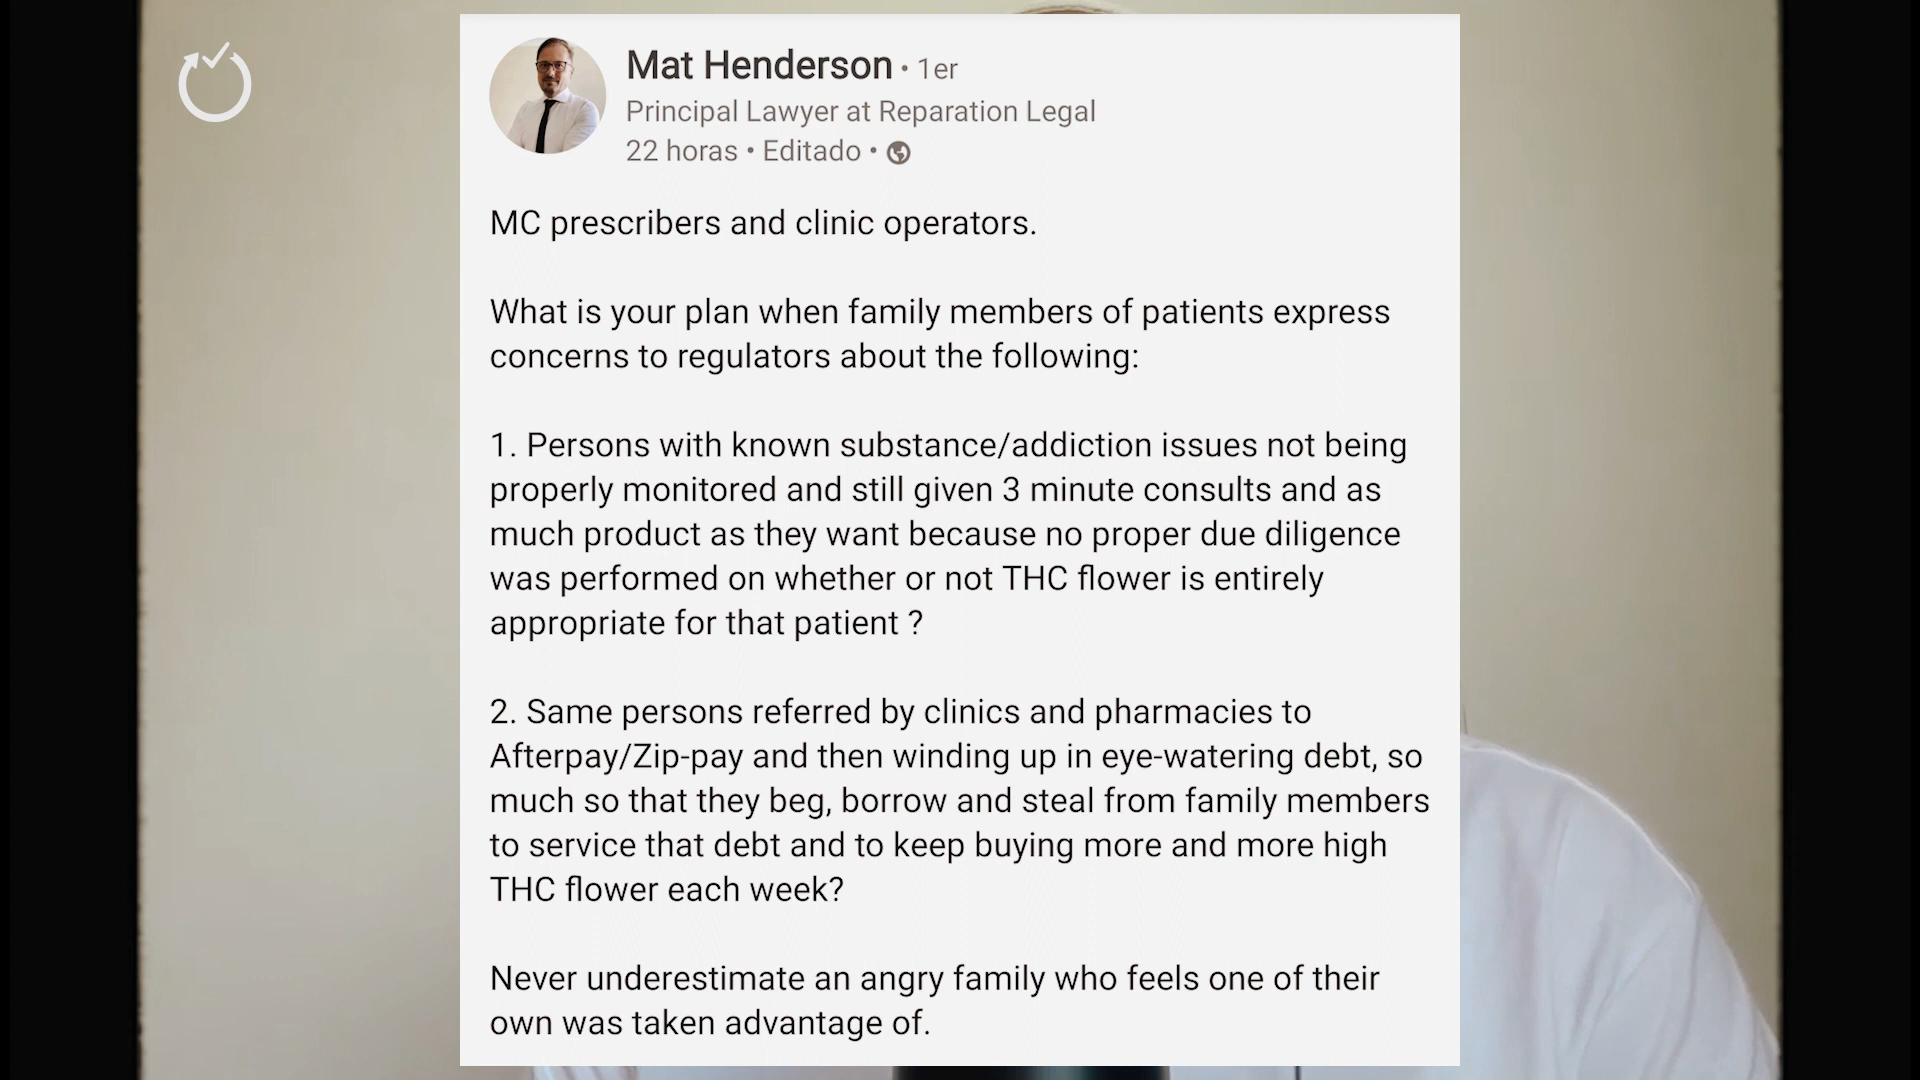 Mat Henderson • 1er
Principal Lawyer at Reparation Legal
22 horas • Editado •
MC prescribers and clinic operators.
What is your plan when family members of patients express
concerns to regulators about the following:
1. Persons with known substance/addiction issues not being
properly monitored and still given 3 minute consults and as
much product as they want because no proper due diligence
was performed on whether or not THC flower is entirely
appropriate for that patient ?
2. Same persons referred by clinics and pharmacies to
Afterpay/Zip-pay and then winding up in eye-watering debt, so
much so that they beg, borrow and steal from family members
to service that debt and to keep buying more and more high
THC flower each week?
Never underestimate an angry family who feels one of their
own was taken advantage of.